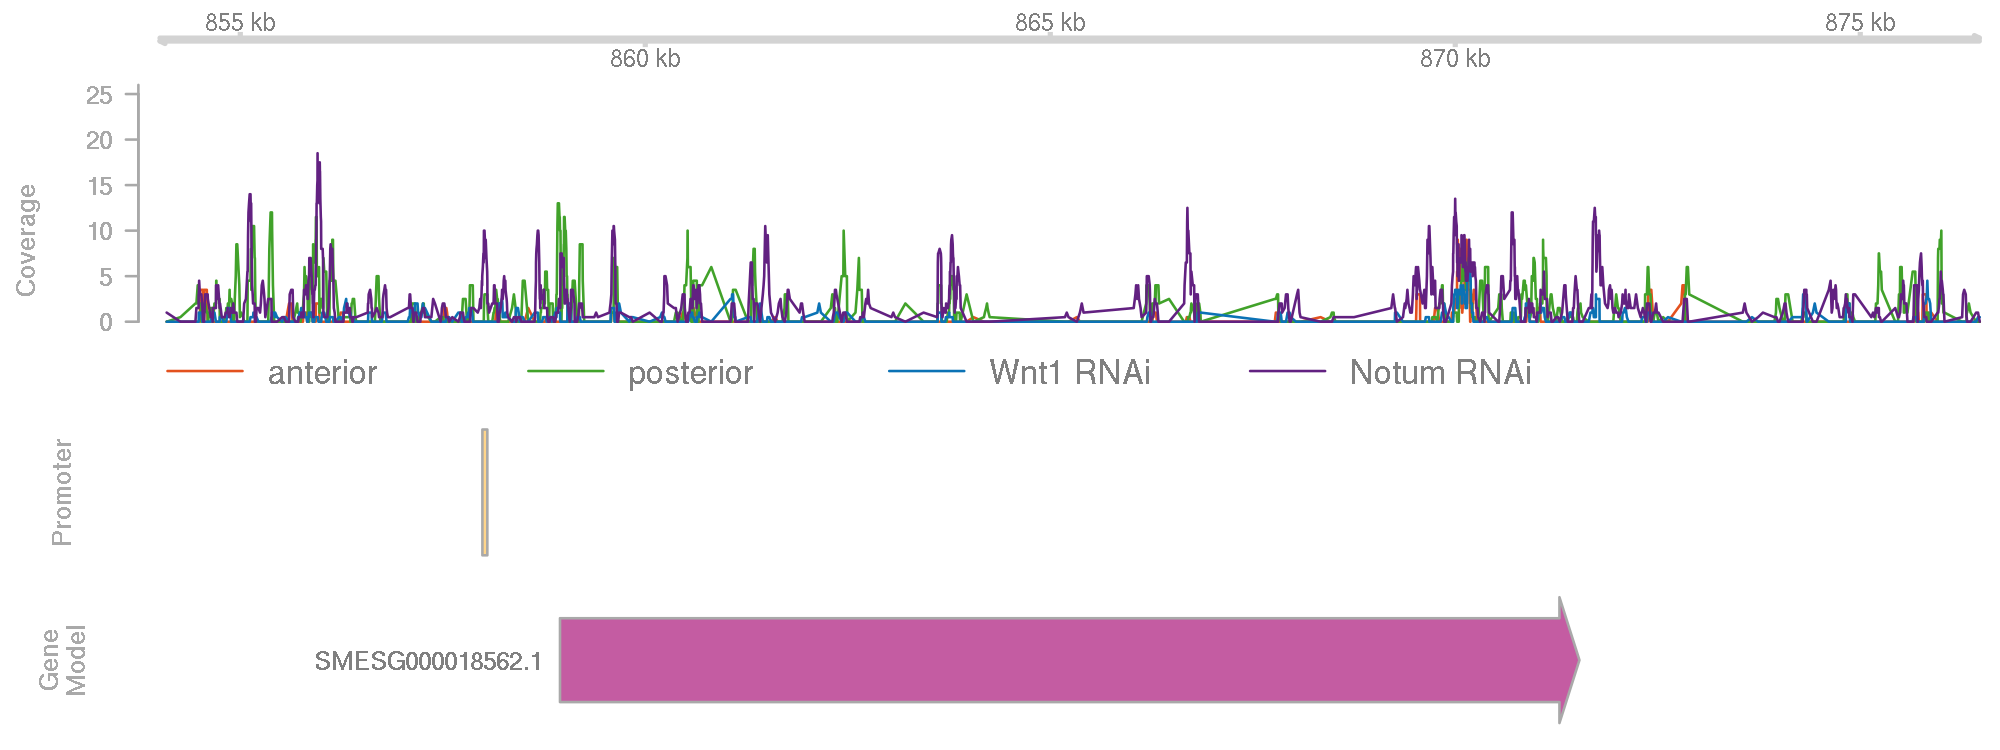 855 kb 865 kb 875 kb
860 kb 870 kb
25
20
15
10
5
0
Coverage
anterior posterior Wnt1 RNAi Notum RNAi
Promoter
Gene
Model
SMESG000018562.1